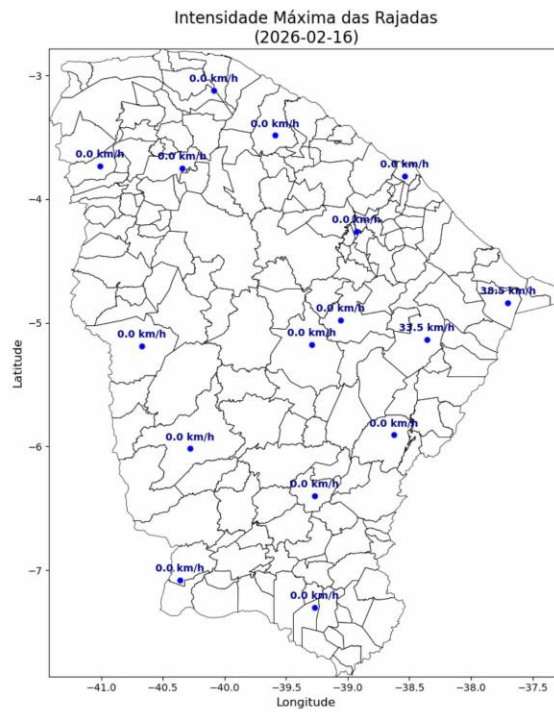 Intensidade Máxima das Rajadas
(2026-02-16)
−3
0.0 km/h
0.0 km/h
0.0 km/h
0.0 km/h
0.0 km/h
−4
0.0 km/h
38.5 km/h
0.0 km/h
−5
0.0 km/h
0.0 km/h
33.5 km/h
0.0 km/h
−6
0.0 km/h
0.0 km/h
−7
0.0 km/h
0.0 km/h
Latitude
−41.0
−40.5
−40.0
−39.5
−39.0
−38.5
−38.0
−37.5
Longitude